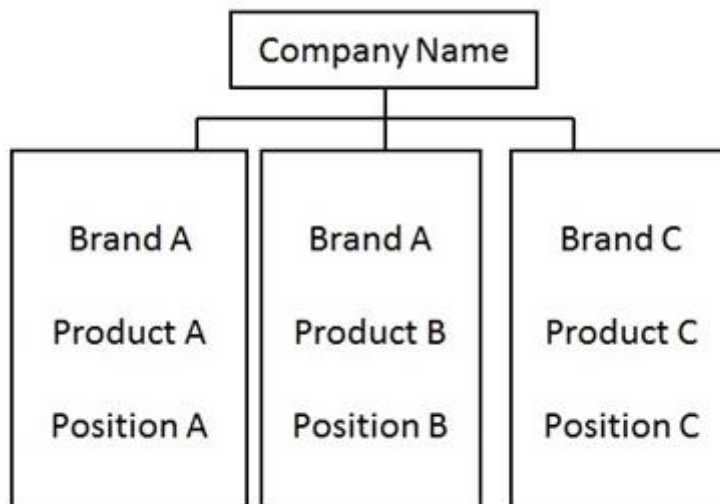 Company Name
Brand A
Product A
Position A
Brand A
Product B
Position B
Brand C
Product C
Position C